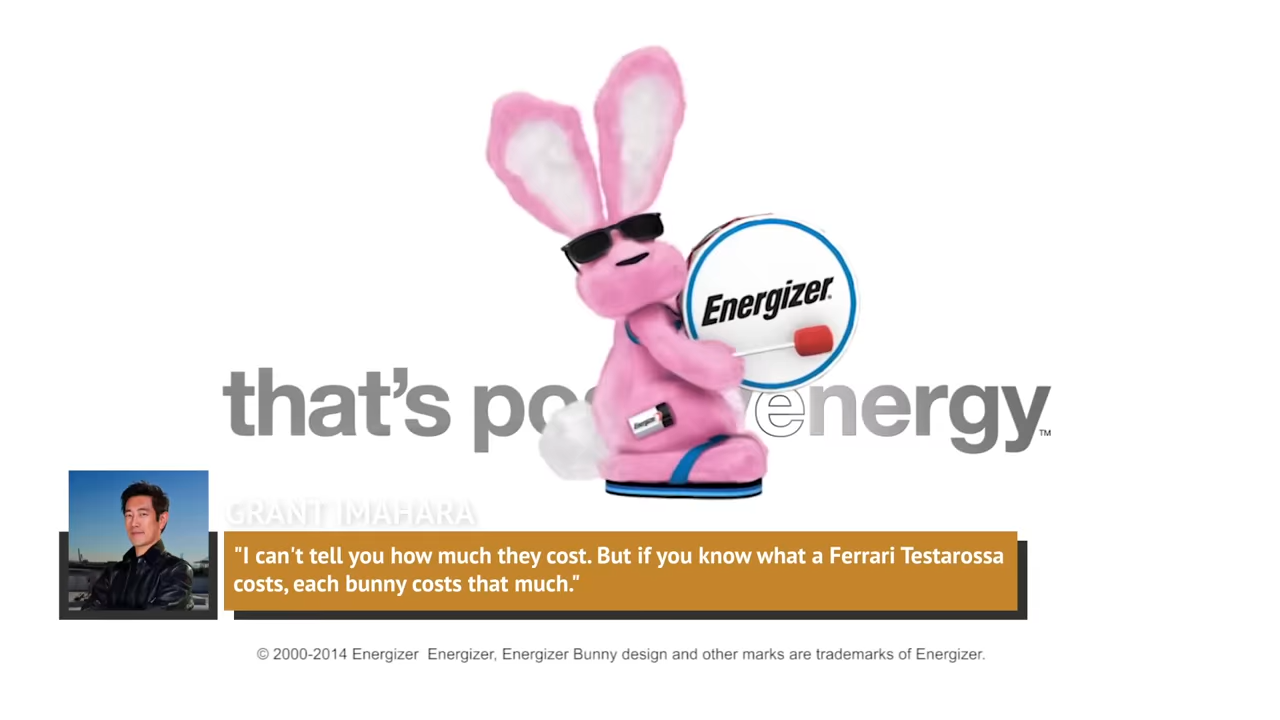 Energizer
that's po energy™
Energizer
GRANT IMAHARA
"I can't tell you how much they cost. But if you know what a Ferrari Testarossa
costs, each bunny costs that much."
© 2000-2014 Energizer Energizer, Energizer Bunny design and other marks are trademarks of Energizer.